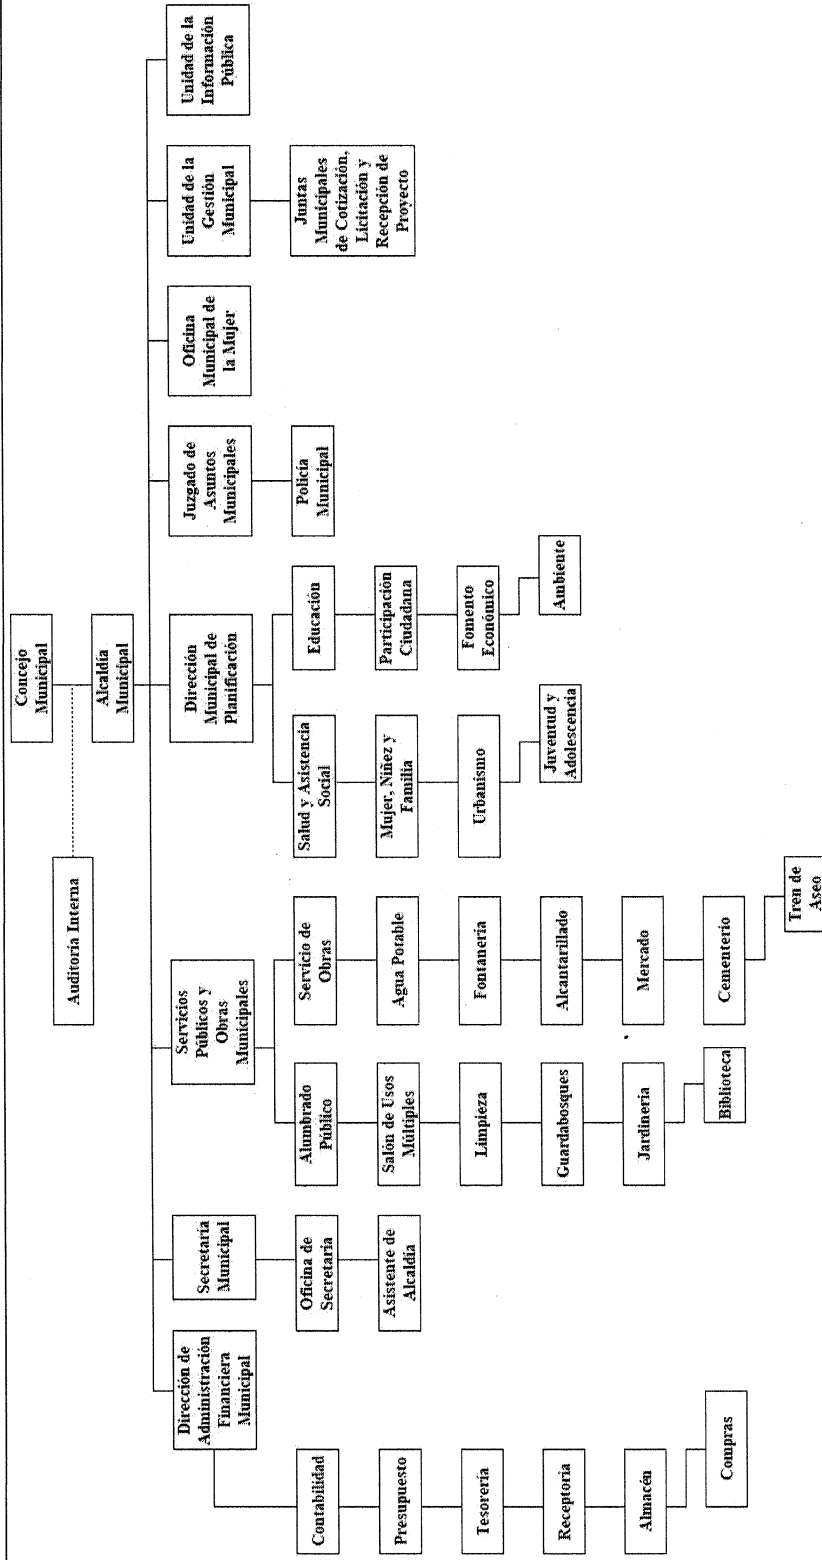 Concejo
Municipal
Auditoría Interna
Alcaldía
Municipal
Dirección de
Administración
Financiera
Municipal
Secretaría
Municipal
Servicios
Públicos y
Obras
Municipales
Dirección
Municipal de
Planificación
Juzgado de
Asuntos
Municipales
Oficina
Municipal de
la Mujer
Unidad de la
Gestión
Municipal
Unidad de la
Información
Pública
Contabilidad
Presupuesto
Tesorería
Receptoría
Almacén
Compras
Oficina de
Secretaria
Asistente de
Alcaldía
Alumbrado
Público
Salón de Usos
Múltiples
Limpieza
Guardabosques
Jardinería
Biblioteca
Servicio de
Obras
Agua Potable
Fontanería
Alcantarillado
Mercado
Cementerio
Tren de
Aseo
Salud y Asistencia
Social
Mujer, Niñez y
Familia
Urbanismo
Juventud y
Adolescencia
Educación
Participación
Ciudadana
Fomento
Económico
Ambiente
Policía
Municipal
Juntas
Municipales
de Cotización,
Licitación y
Recepción de
Proyecto